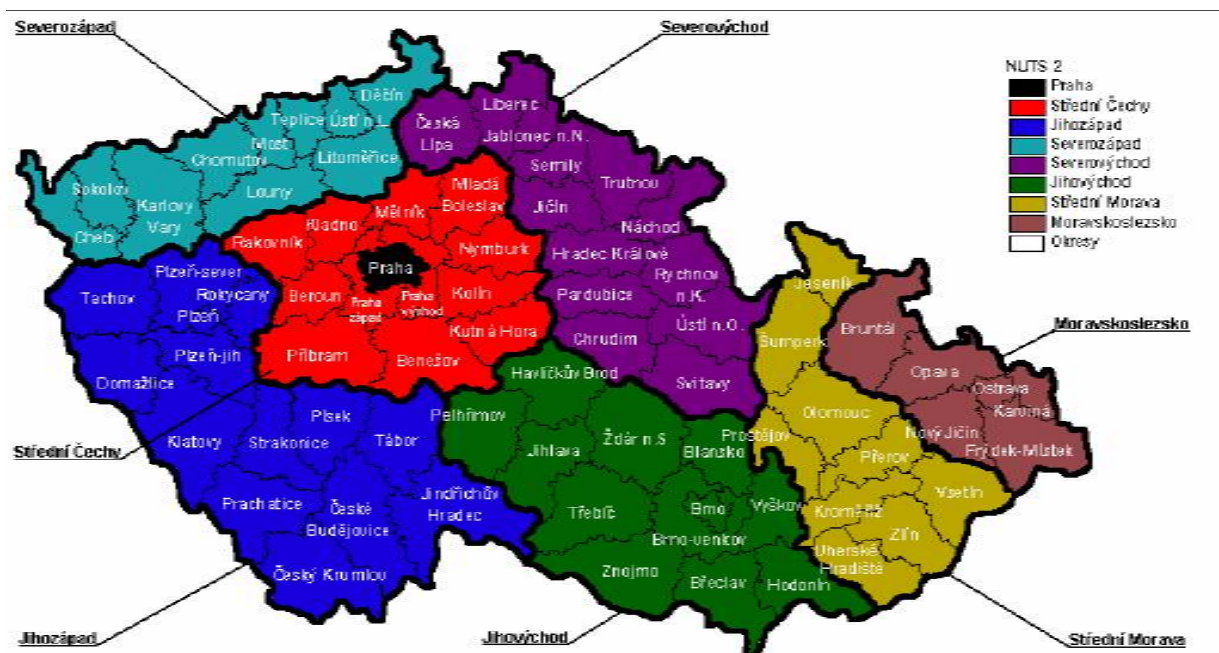 Severozápad
Severovýchod
NUTS 2
Praha
Střední Čechy
Jihozápad
Severozápad
Severovýchod
Jihovýchod
Střední Morava
Moravskoslezsko
Okresy
Děčín
Teplice
Ústí n.L.
Most
Chomutov
Litoměřice
Louny
Sokolov
Karlovy
Vary
Cheb
Liberec
Česká
Lípa
Jablonec n.N.
Semily
Trutnov
Jičín
Náchod
Hradec Králové
Rychnov
n.K.
Pardubice
Ústí n.O.
Chrudim
Svitavy
Mladá
Boleslav
Mělník
Kladno
Rakovník
Nymburk
Praha
Beroun
Praha
západ
Praha
východ
Kolín
Kutná Hora
Příbram
Benešov
Plzeň-sever
Tachov
Rokycany
Plzeň
Plzeň-jih
Domažlice
Klatovy
Písek
Strakonice
Tábor
Prachatice
České
Budějovice
Jindřichův
Hradec
Český Krumlov
Havlíčkův Brod
Pelhřimov
Jihlava
Žďár n.S
Blansko
Třebíč
Brno
Vyškov
Brno-venkov
Znojmo
Břeclav
Hodonín
Jeseník
Šumperk
Olomouc
Prostějov
Přerov
Kroměříž
Vsetín
Zlín
Uherské
Hradiště
Bruntál
Opava
Ostrava
Karviná
Nový Jičín
Frýdek-Místek
Moravskoslezsko
Střední Čechy
Jihozápad
Jihovýchod
Střední Morava